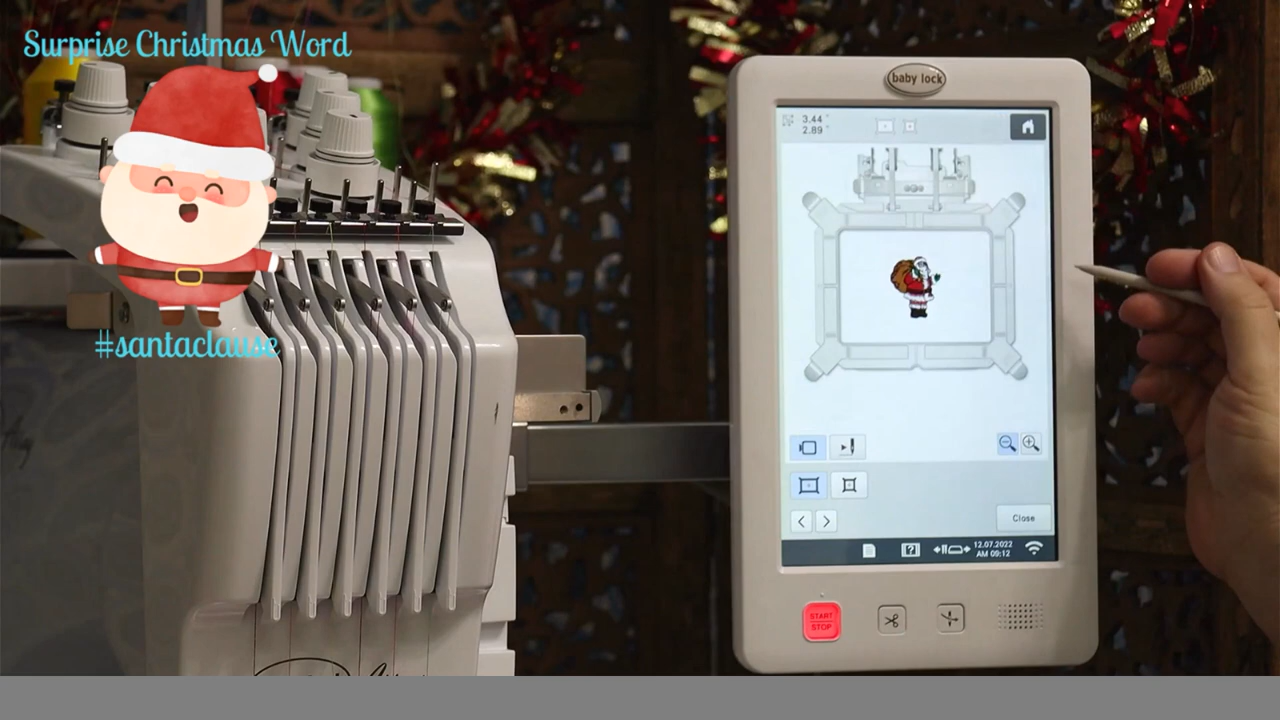 Surprise Christmas Word
#santaclause
baby lock
3.44 "
2.89 "
Close
12.07.2022
AM 09:12
START
STOP